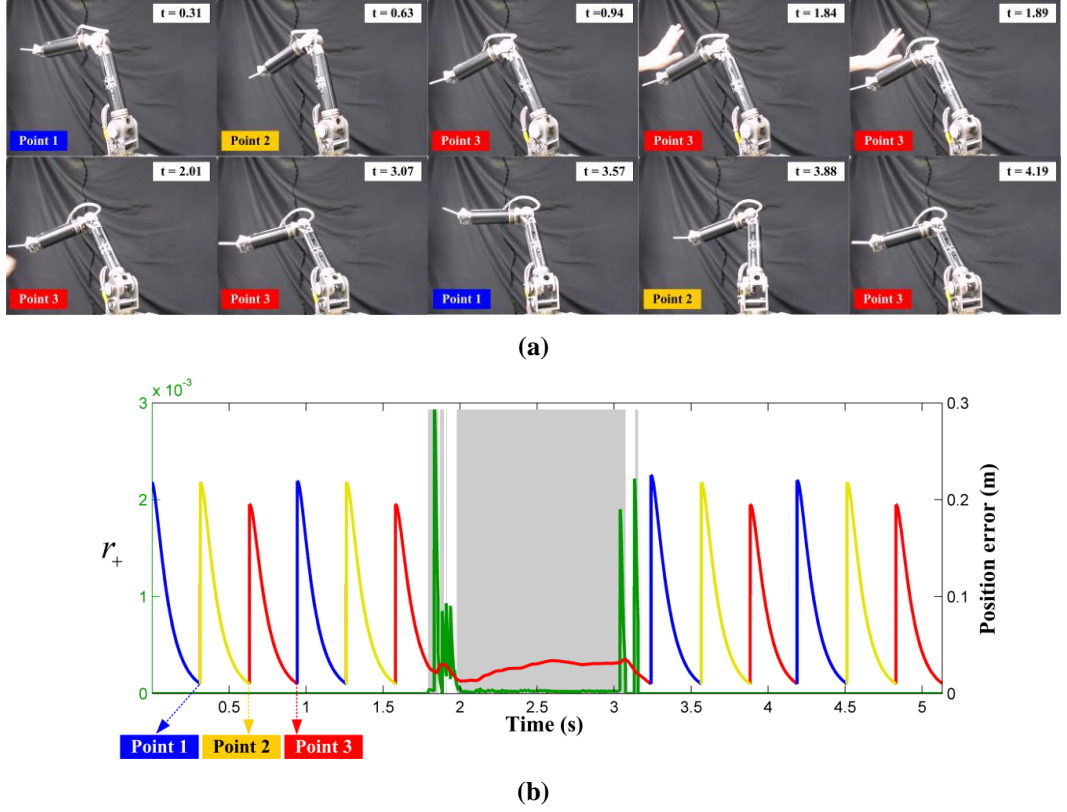 t = 0.31
t = 0.63
t =0.94
t = 1.84
t = 1.89
Point 1
Point 2
Point 3
Point 3
Point 3
t = 2.01
t = 3.07
t = 3.57
t = 3.88
t = 4.19
Point 3
Point 3
Point 1
Point 2
Point 3
(a)
x 10⁻³
3
2
1
0
r₊
0.3
0.2
0.1
0
Position error (m)
0.5 1 1.5 2 2.5 3 3.5 4 4.5 5
Time (s)
Point 1 Point 2 Point 3
(b)